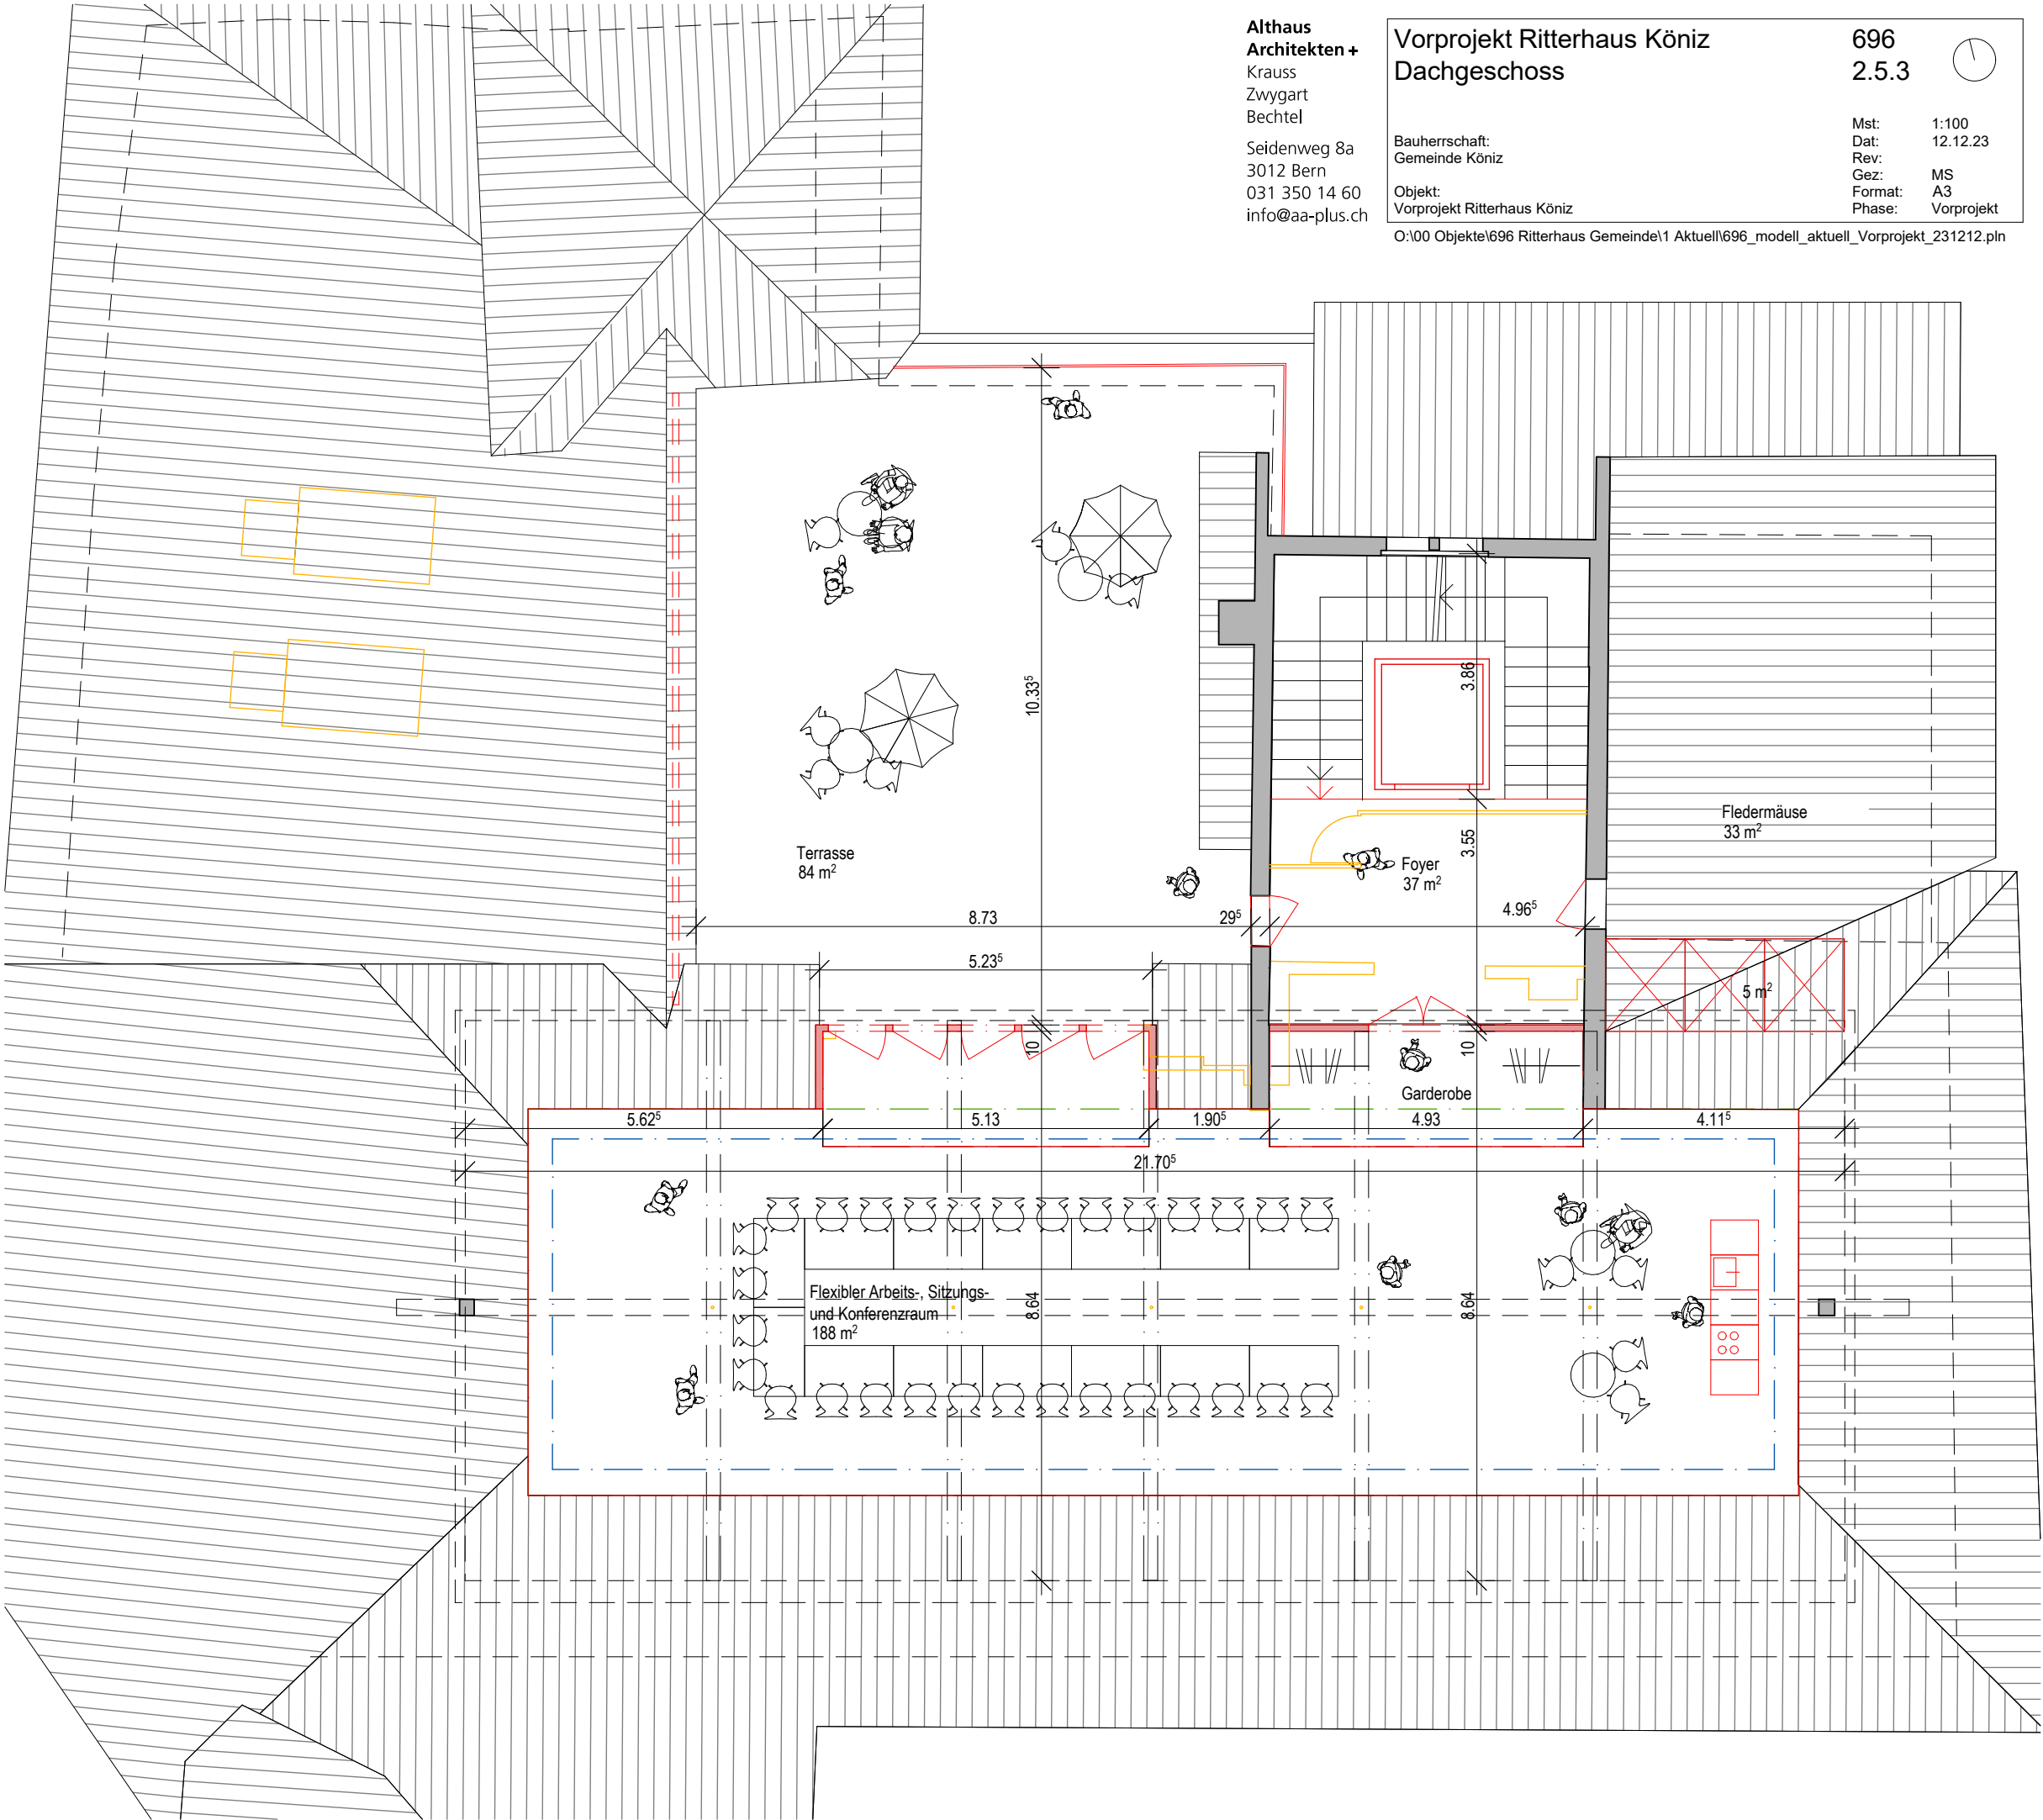 Althaus
Architekten +
Krauss
Zwygart
Bechtel
Seidenweg 8a
3012 Bern
031 350 14 60
info@aa-plus.ch
Vorprojekt Ritterhaus Köniz
Dachgeschoss
696
2.5.3
Bauherrschaft:
Gemeinde Köniz
Objekt:
Vorprojekt Ritterhaus Köniz
Mst: 1:100
Dat: 12.12.23
Rev:
Gez: MS
Format: A3
Phase: Vorprojekt
O:\00 Objekte\696 Ritterhaus Gemeinde\1 Aktuell\696_modell_aktuell_Vorprojekt_231212.pln
10.33⁵
3.86
Fledermäuse
33 m²
3.55
Terrasse
84 m²
Foyer
37 m²
8.73
29⁵
4.96⁵
5.23⁵
5 m²
10
10
Garderobe
5.62⁵
5.13
1.90⁵
4.93
4.11⁵
21.70⁵
Flexibler Arbeits-, Sitzungs-
und Konferenzraum
188 m²
8.64
8.64